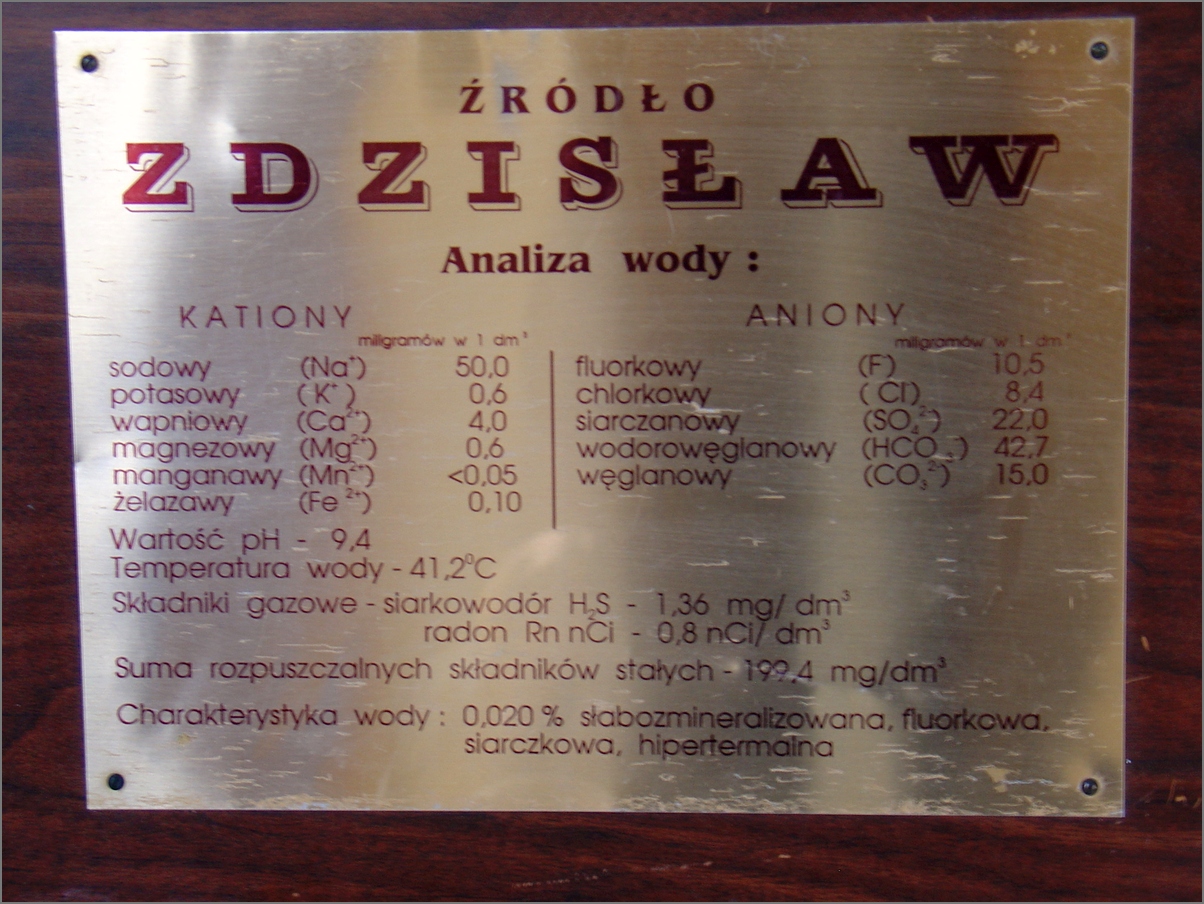 ŹRÓDŁO
ZDZISŁAW
Analiza wody :
KATIONY
miligramów w 1 dm³
sodowy (Na⁺) 50,0
potasowy (K⁺) 0,6
wapniowy (Ca²⁺) 4,0
magnezowy (Mg²⁺) 0,6
manganawy (Mn²⁺) <0,05
żelazawy (Fe ²⁺) 0,10
ANIONY
miligramów w 1 dm³
fluorkowy (F⁻) 10,5
chlorkowy ( Cl⁻) 8,4
siarczanowy (SO₄²⁻) 22,0
wodorowęglanowy (HCO₃⁻) 42,7
węglanowy (CO₃²⁻) 15,0
Wartość pH - 9,4
Temperatura wody - 41,2⁰C
Składniki gazowe - siarkowodór H₂S - 1,36 mg/ dm³
radon Rn nCi - 0,8 nCi/ dm³
Suma rozpuszczalnych składników stałych - 199,4 mg/dm³
Charakterystyka wody : 0,020 % słabozmineralizowana, fluorkowa,
siarczkowa, hipertermalna